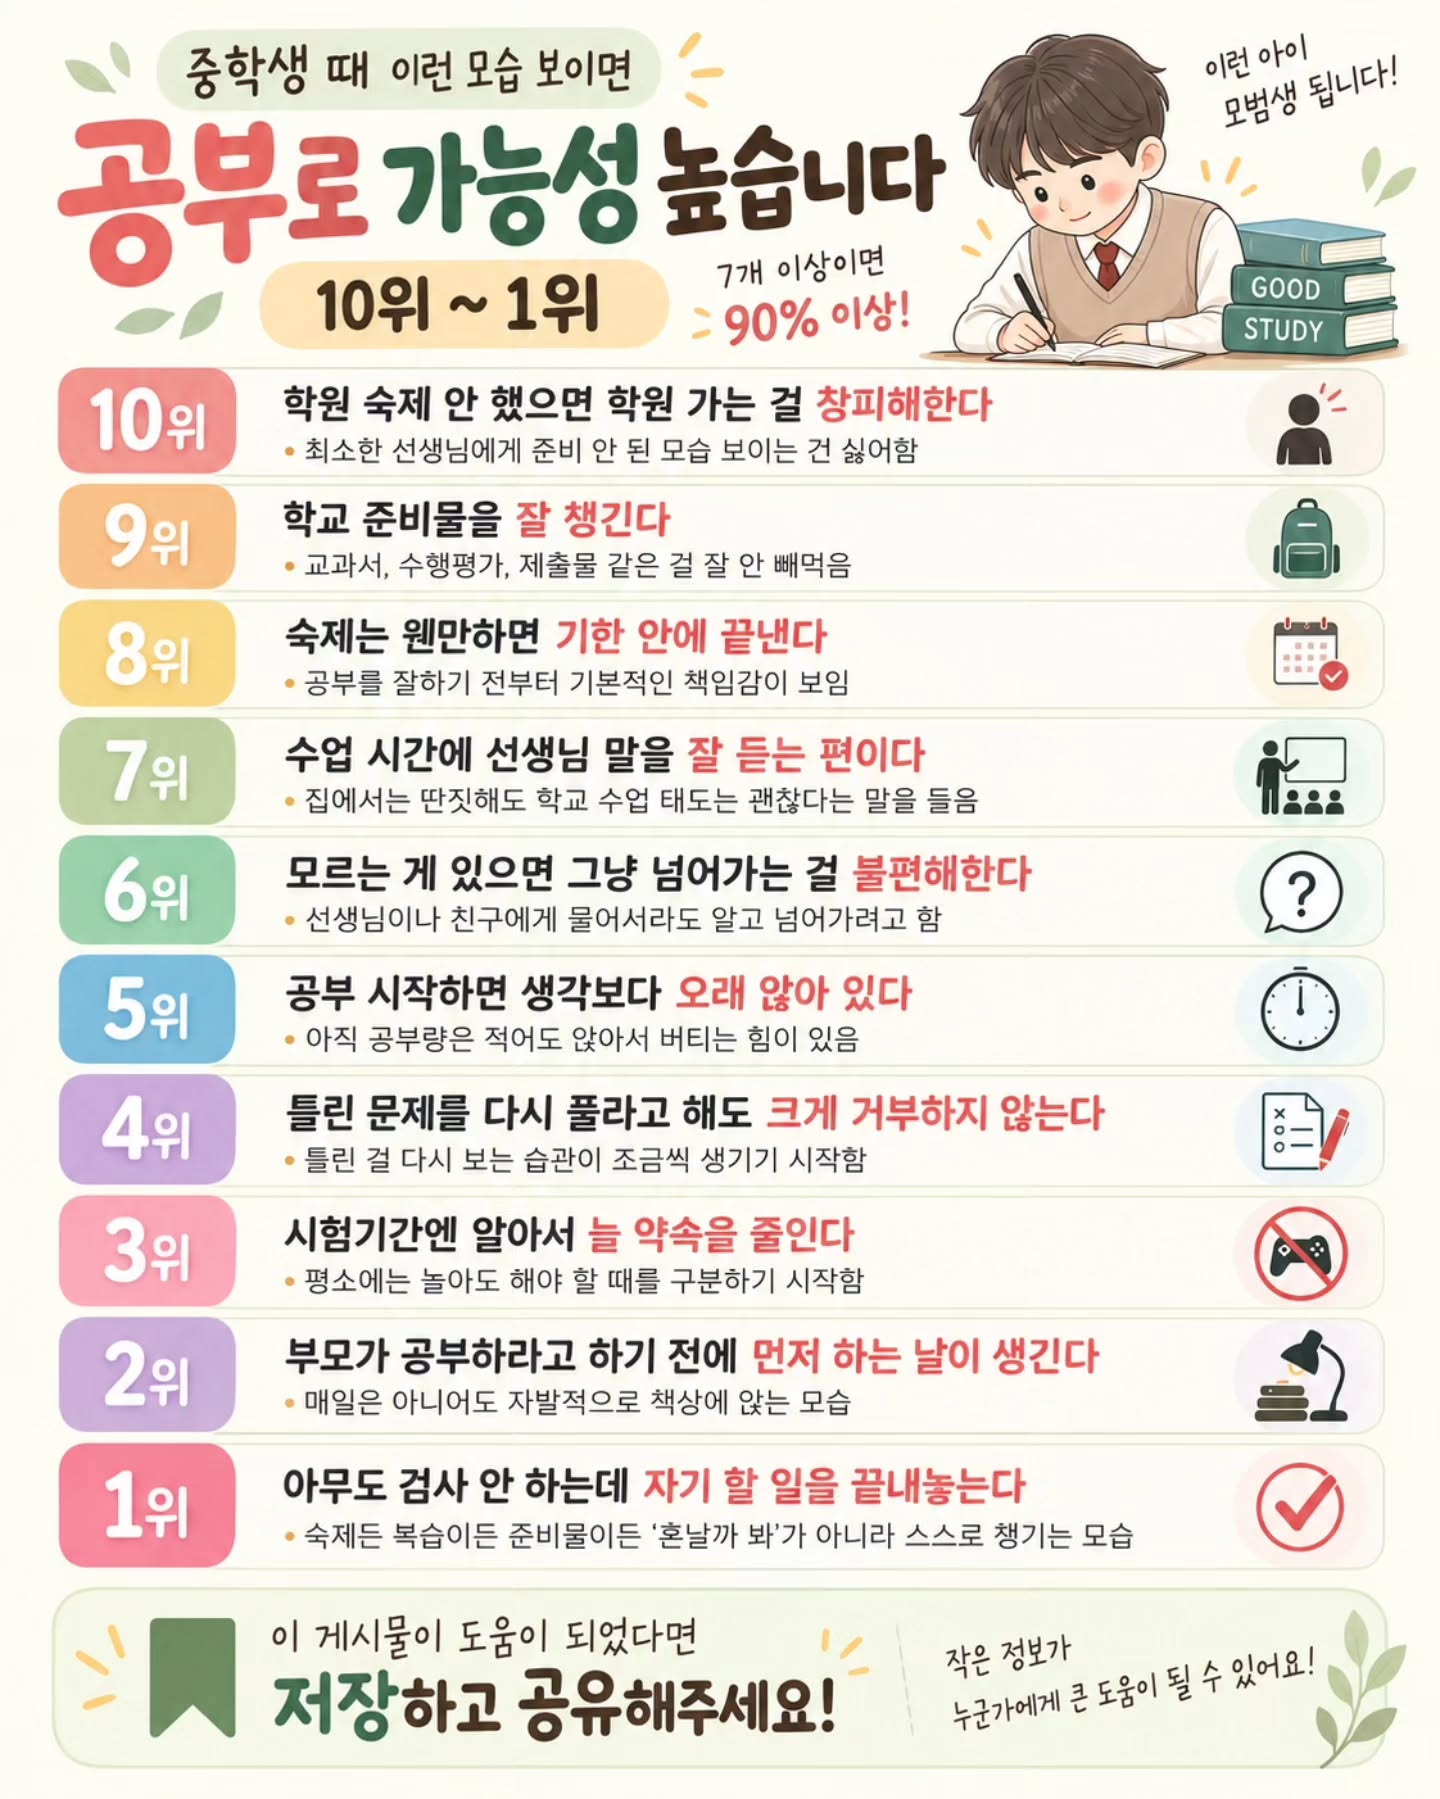 중학생 때 이런 모습 보이면
공부로 가능성 높습니다
10위 ~ 1위
7개 이상이면
90% 이상!
이런 아이
모범생 됩니다!
GOOD
STUDY
10위
학원 숙제 안 했으면 학원 가는 걸 창피해한다
• 최소한 선생님에게 준비 안 된 모습 보이는 건 싫어함
9위
학교 준비물을 잘 챙긴다
• 교과서, 수행평가, 제출물 같은 걸 잘 안 빼먹음
8위
숙제는 웬만하면 기한 안에 끝낸다
• 공부를 잘하기 전부터 기본적인 책임감이 보임
7위
수업 시간에 선생님 말을 잘 듣는 편이다
• 집에서는 딴짓해도 학교 수업 태도는 괜찮다는 말을 들음
6위
모르는 게 있으면 그냥 넘어가는 걸 불편해한다
• 선생님이나 친구에게 물어서라도 알고 넘어가려고 함
5위
공부 시작하면 생각보다 오래 앉아 있다
• 아직 공부량은 적어도 앉아서 버티는 힘이 있음
4위
틀린 문제를 다시 풀라고 해도 크게 거부하지 않는다
• 틀린 걸 다시 보는 습관이 조금씩 생기기 시작함
3위
시험기간엔 알아서 늘 약속을 줄인다
• 평소에는 놀아도 해야 할 때를 구분하기 시작함
2위
부모가 공부하라고 하기 전에 먼저 하는 날이 생긴다
• 매일은 아니어도 자발적으로 책상에 앉는 모습
1위
아무도 검사 안 하는데 자기 할 일을 끝내놓는다
• 숙제든 복습이든 준비물이든 ‘혼날까 봐’가 아니라 스스로 챙기는 모습
이 게시물이 도움이 되었다면
저장하고 공유해주세요!
작은 정보가
누군가에게 큰 도움이 될 수 있어요!